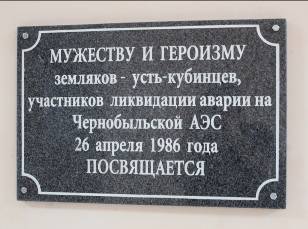 МУЖЕСТВУ И ГЕРОИЗМУ
земляков - усть-кубинцев,
участников ликвидации аварии на
Чернобыльской АЭС
26 апреля 1986 года
ПОСВЯЩАЕТСЯ